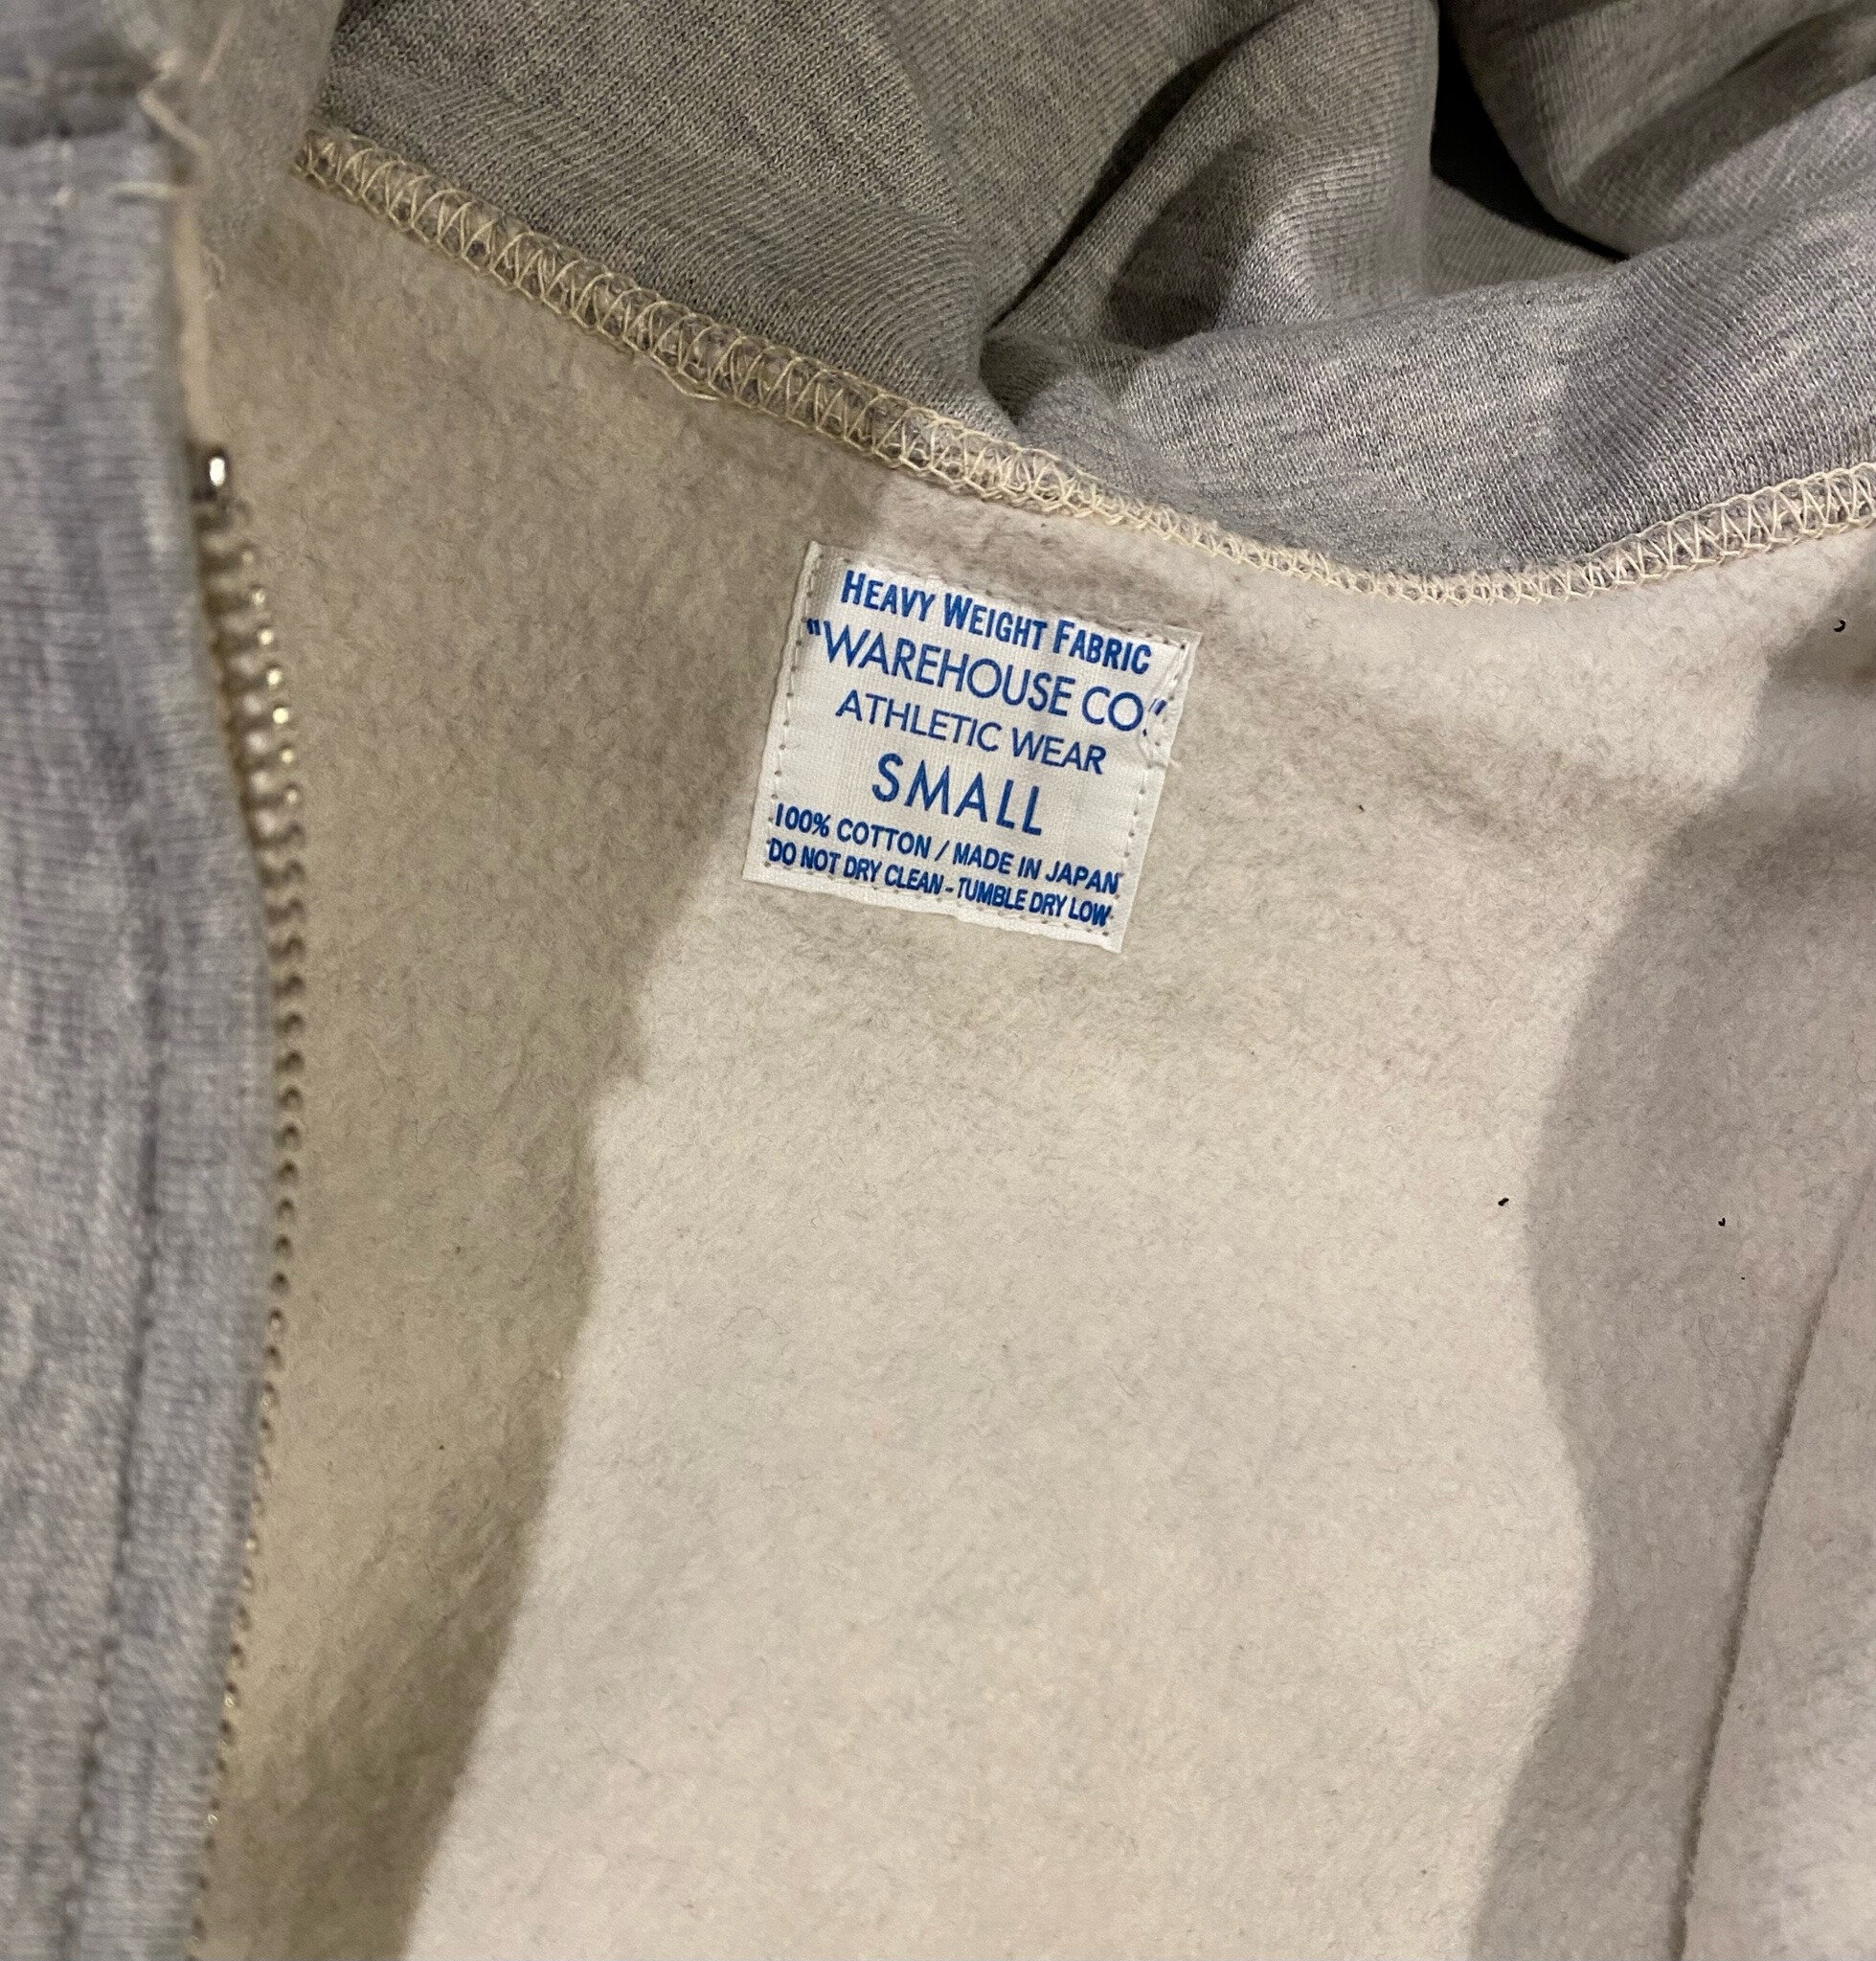 HEAVY WEIGHT FABRIC
"WAREHOUSE CO."
ATHLETIC WEAR
SMALL
100% COTTON / MADE IN JAPAN
DO NOT DRY CLEAN - TUMBLE DRY LOW